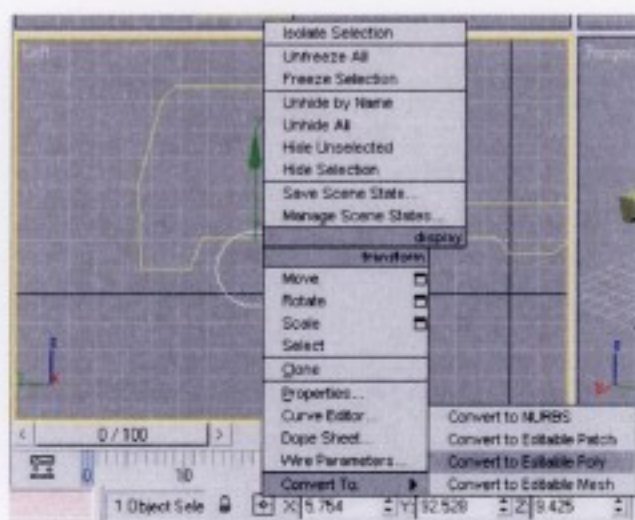 Left
Isolate Selection
Unfreeze All
Freeze Selection
Unhide by Name
Unhide All
Hide Unselected
Hide Selection
Save Scene State...
Manage Scene States...
display
transform
Move
Rotate
Scale
Select
Clone
Properties...
Curve Editor...
Dope Sheet...
Wire Parameters...
Convert To:
Convert to NURBS
Convert to Editable Patch
Convert to Editable Poly
Convert to Editable Mesh
0 / 100
0
10
1 Object Sele
X: 5.754
Y: 92.528
Z: 9.425